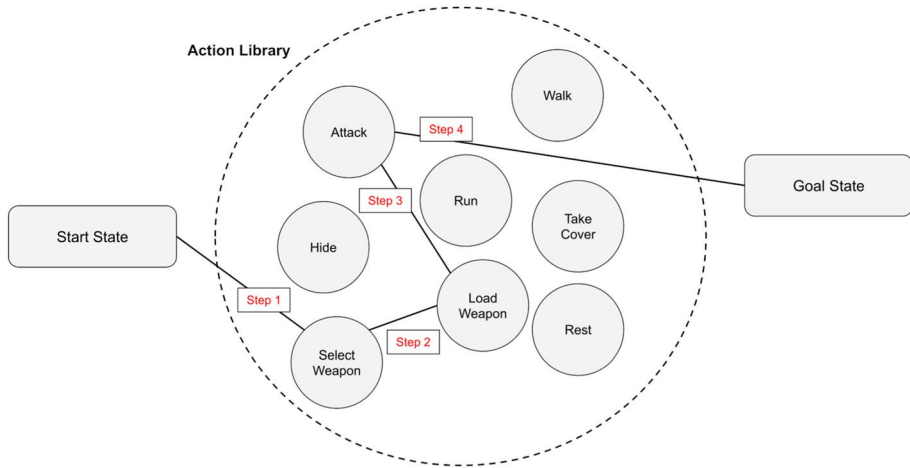 Action Library
Walk
Attack
Step 4
Goal State
Step 3
Run
Take
Cover
Start State
Hide
Step 1
Load
Weapon
Step 2
Rest
Select
Weapon